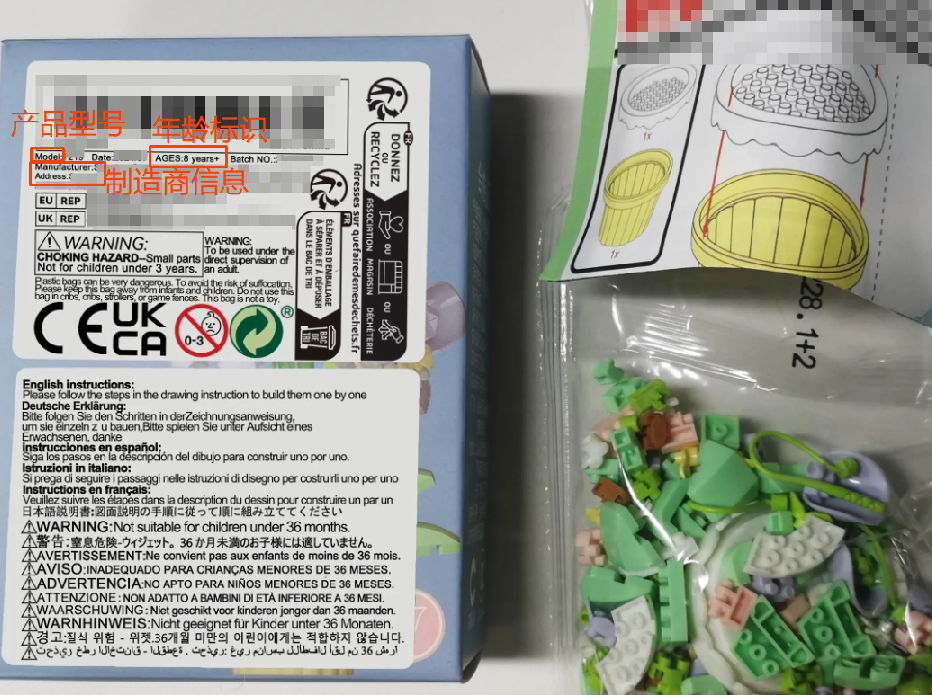 产品型号
年龄标识
Model:
Date:
AGES:8 years+
Batch NO.:
Manufacturer:
Address:
制造商信息
EU REP
UK REP
WARNING:
CHOKING HAZARD–Small parts
Not for children under 3 years.
WARNING:
To be used under the
direct supervision of
an adult.
Plastic bags can be very dangerous. To avoid the risk of suffocation,
Please keep this bag away from infants and children. Do not use this
bag in cribs, cribs, strollers, or game fences. This bag is not a toy.
CE
UK
CA
0-3
®
FR
DONNEZ
OU
RECYCLEZ
Adresses sur quefairedemesdechets.fr
ASSOCIATION
OU
MAGASIN
OU
DÉCHÈTERIE
FR
ÉLÉMENTS D'EMBALLAGE
À SÉPARER ET À DÉPOSER
DANS LE BAC DE TRI
BAC
DE
TRI
English instructions:
Please follow the steps in the drawing instruction to build them one by one
Deutsche Erklärung:
Bitte folgen Sie den Schritten in derZeichnungsanweisung,
um sie einzeln z u bauen,Bitte spielen Sie unter Aufsicht eines
Erwachsenen, danke
Instrucciones en español;
Siga los pasos en la descripción del dibujo para construir uno por uno.
Istruzioni in italiano:
Si prega di seguire i passaggi nelle istruzioni di disegno per costruirli uno per uno
Instructions en français:
Veuillez suivre les étapes dans la description du dessin pour construire un par un
日本語説明書:図面説明の手順に従って順に組み立ててください
WARNING:Not suitable for children under 36 months.
警告:窒息危険-ウィジェット。36か月未満のお子様には適していません。
AVERTISSEMENT:Ne convient pas aux enfants de moins de 36 mois.
AVISO:INADEQUADO PARA CRIANÇAS MENORES DE 36 MESES.
ADVERTENCIA:NO APTO PARA NIÑOS MENORES DE 36 MESES.
ATTENZIONE:NON ADATTO A BAMBINI DI ETÀ INFERIORE A 36 MESI.
WAARSCHUWING:Niet geschikt voor kinderen jonger dan 36 maanden.
WARNHINWEIS:Nicht geeignet für Kinder unter 36 Monaten.
경고:질식 위험 - 위젯.36개월 미만의 어린이에게는 적합하지 않습니다.
1x
1x
28.1+2